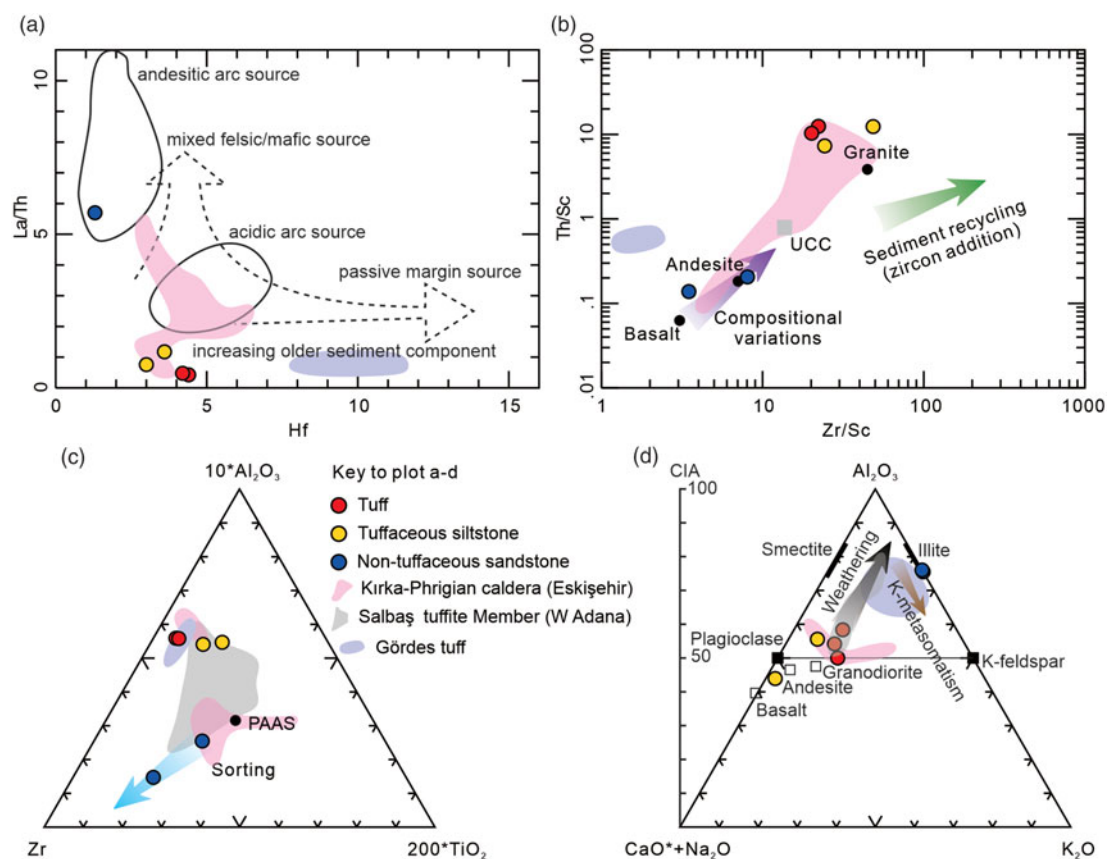 (a)
andesitic arc source
mixed felsic/mafic source
acidic arc source
passive margin source
increasing older sediment component
La/Th
10
5
0
0
5
10
15
Hf
(b)
Th/Sc
100
10
1
.1
.01
Granite
UCC
Andesite
Basalt
Compositional
variations
Sediment recycling
(zircon addition)
1
10
100
1000
Zr/Sc
(c)
10*Al₂O₃
PAAS
Sorting
Zr
200*TiO₂
Key to plot a-d
Tuff
Tuffaceous siltstone
Non-tuffaceous sandstone
Kırka-Phrigian caldera (Eskişehir)
Salbaş tuffite Member (W Adana)
Gördes tuff
(d)
CIA
100
50
Al₂O₃
Smectite
Illite
Weathering
K-metasomatism
Plagioclase
K-feldspar
Granodiorite
Andesite
Basalt
CaO*+Na₂O
K₂O